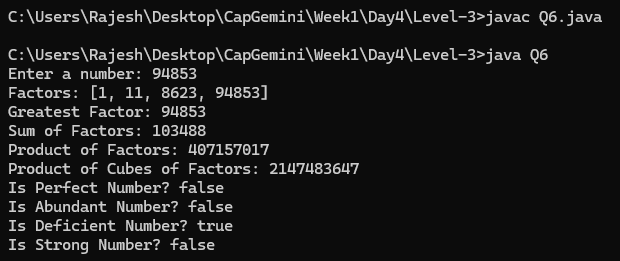 C:\Users\Rajesh\Desktop\CapGemini\Week1\Day4\Level-3>javac Q6.java
C:\Users\Rajesh\Desktop\CapGemini\Week1\Day4\Level-3>java Q6
Enter a number: 94853
Factors: [1, 11, 8623, 94853]
Greatest Factor: 94853
Sum of Factors: 103488
Product of Factors: 407157017
Product of Cubes of Factors: 2147483647
Is Perfect Number? false
Is Abundant Number? false
Is Deficient Number? true
Is Strong Number? false